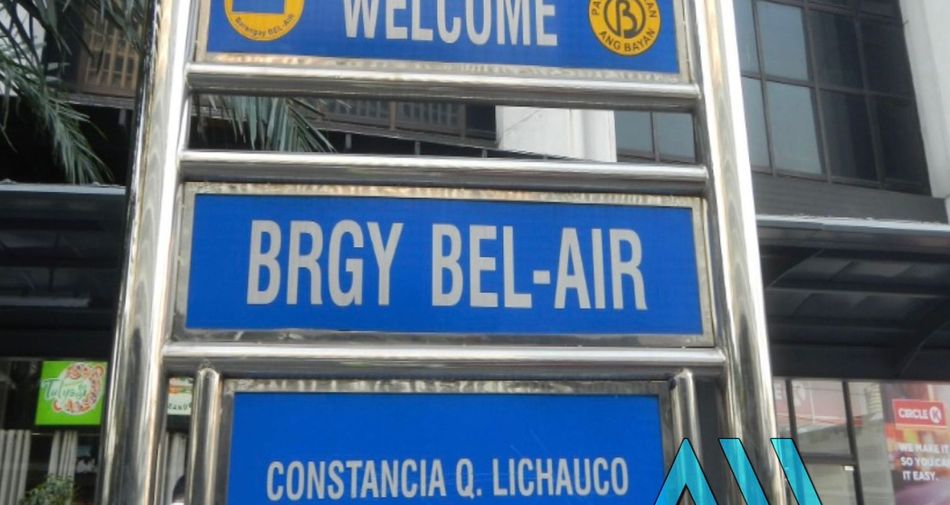 Barangay BEL-AIR
WELCOME
ANG BAYAN
BRGY BEL-AIR
CONSTANCIA Q. LICHAUCO
CIRCLE K
WE MAKE IT
SO YOU CAN
IT EASY.